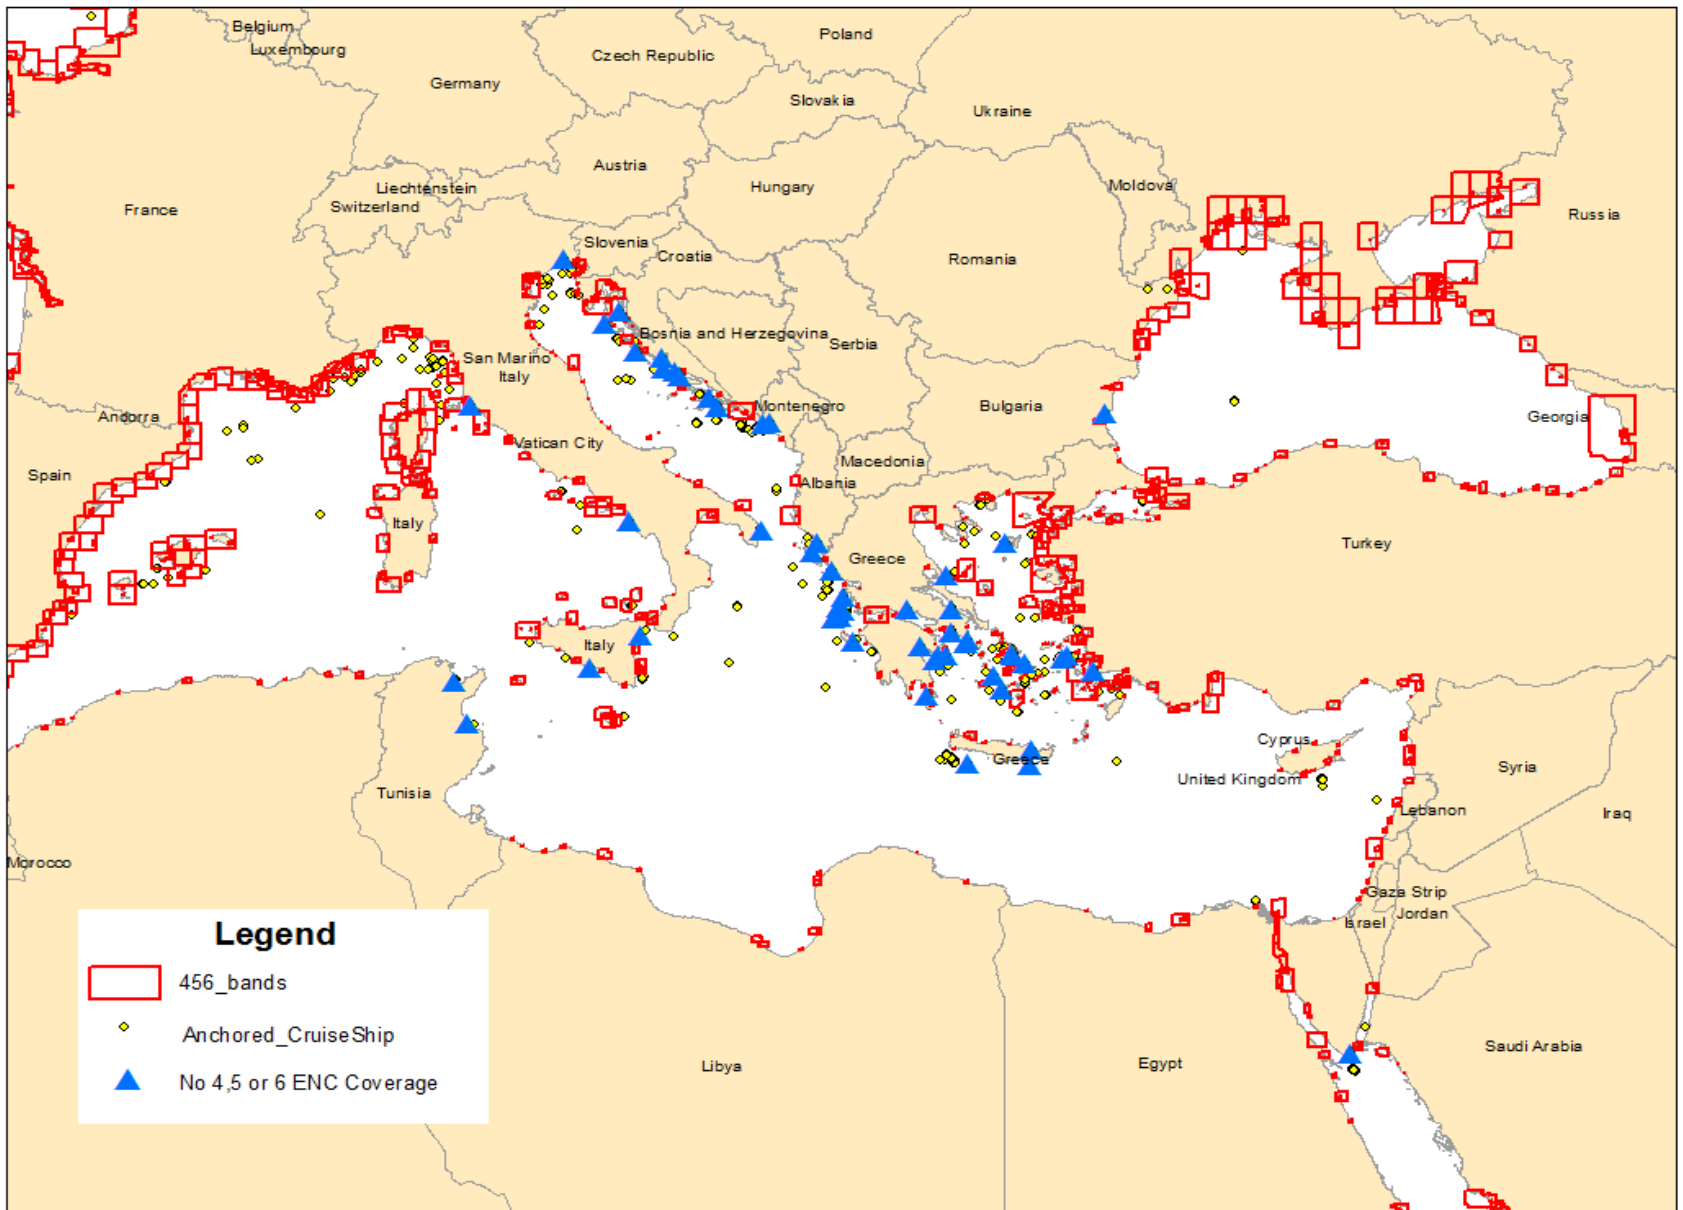 Belgium
Luxembourg
Poland
Czech Republic
Germany
Slovakia
Ukraine
Austria
Liechtenstein
Hungary
Moldova
Switzerland
France
Russia
Slovenia
Croatia
Romania
Bosnia and Herzegovina
Serbia
San Marino
Italy
Montenegro
Bulgaria
Andorra
Georgia
Vatican City
Macedonia
Spain
Albania
Italy
Turkey
Greece
Italy
Cyprus
Greece
United Kingdom
Syria
Tunisia
Lebanon
Iraq
Morocco
Gaza Strip
Jordan
Israel
Legend
456_bands
Anchored_CruiseShip
No 4,5 or 6 ENC Coverage
Libya
Egypt
Saudi Arabia